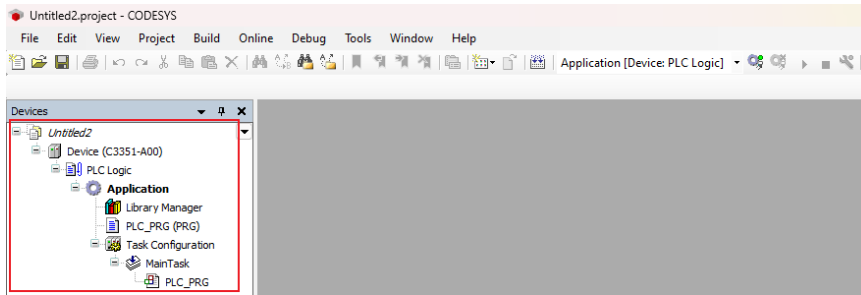 Untitled2.project - CODESYS
File Edit View Project Build Online Debug Tools Window Help
Application [Device: PLC Logic]
Devices
Untitled2
Device (C3351-A00)
PLC Logic
Application
Library Manager
PLC_PRG (PRG)
Task Configuration
MainTask
PLC_PRG